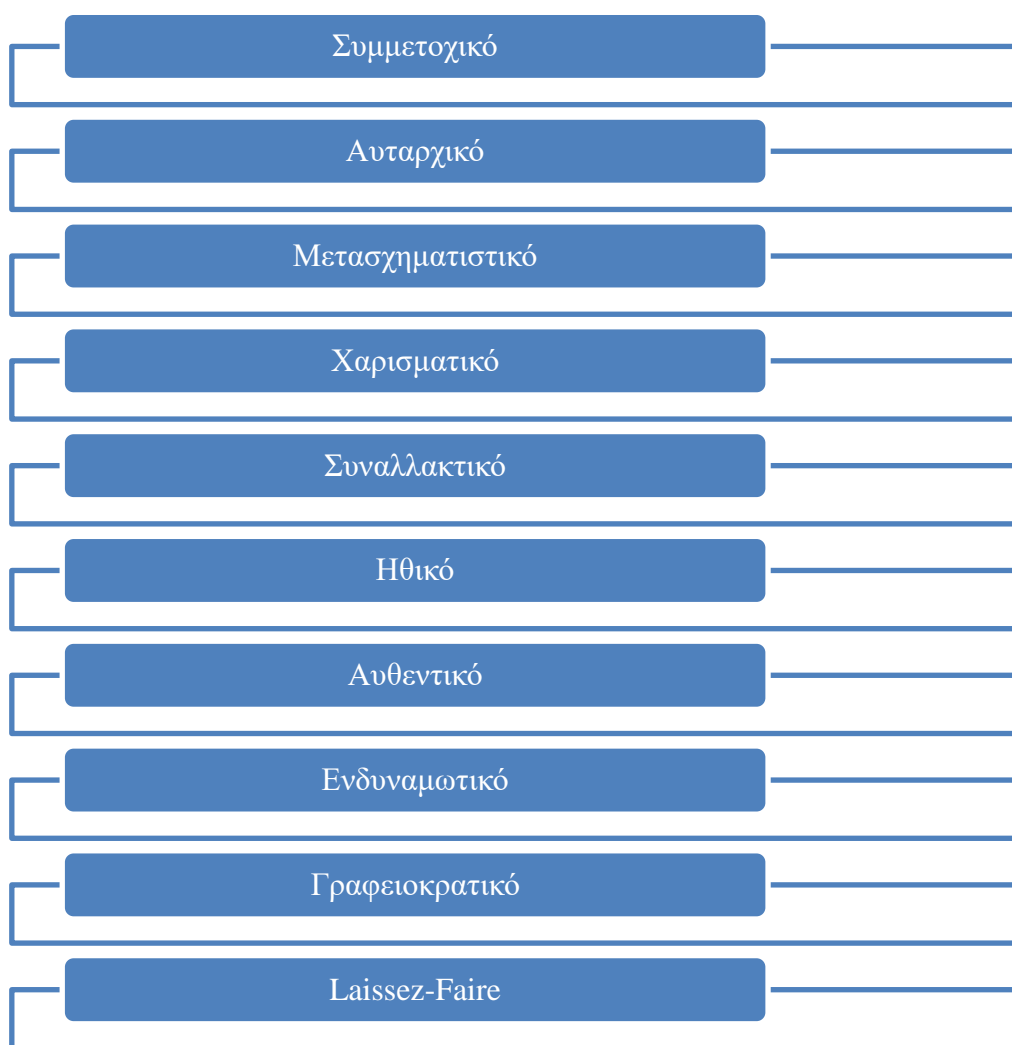 Συμμετοχικό
Αυταρχικό
Μετασχηματιστικό
Χαρισματικό
Συναλλακτικό
Ηθικό
Αυθεντικό
Ενδυναμωτικό
Γραφειοκρατικό
Laissez-Faire